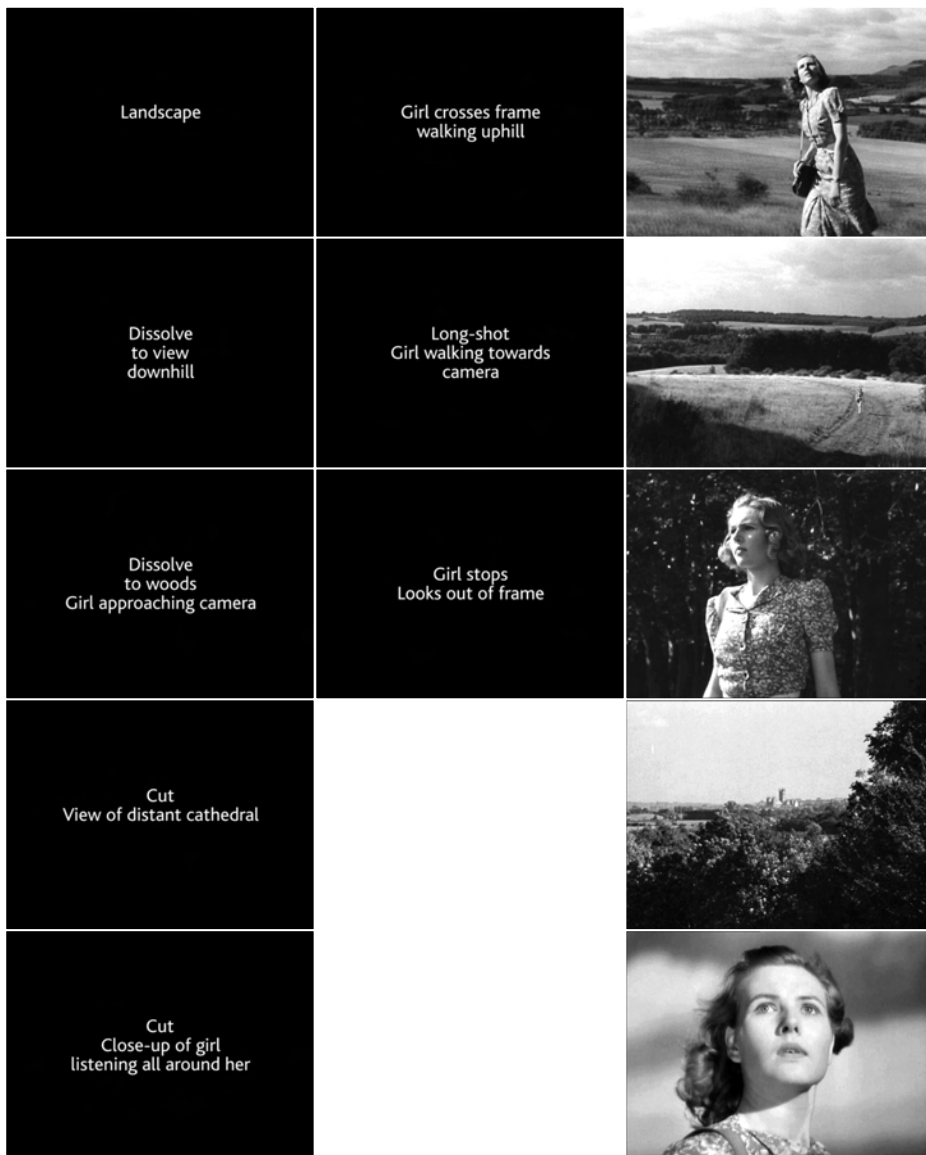 Landscape
Girl crosses frame
walking uphill
Dissolve
to view
downhill
Long-shot
Girl walking towards
camera
Dissolve
to woods
Girl approaching camera
Girl stops
Looks out of frame
Cut
View of distant cathedral
Cut
Close-up of girl
listening all around her